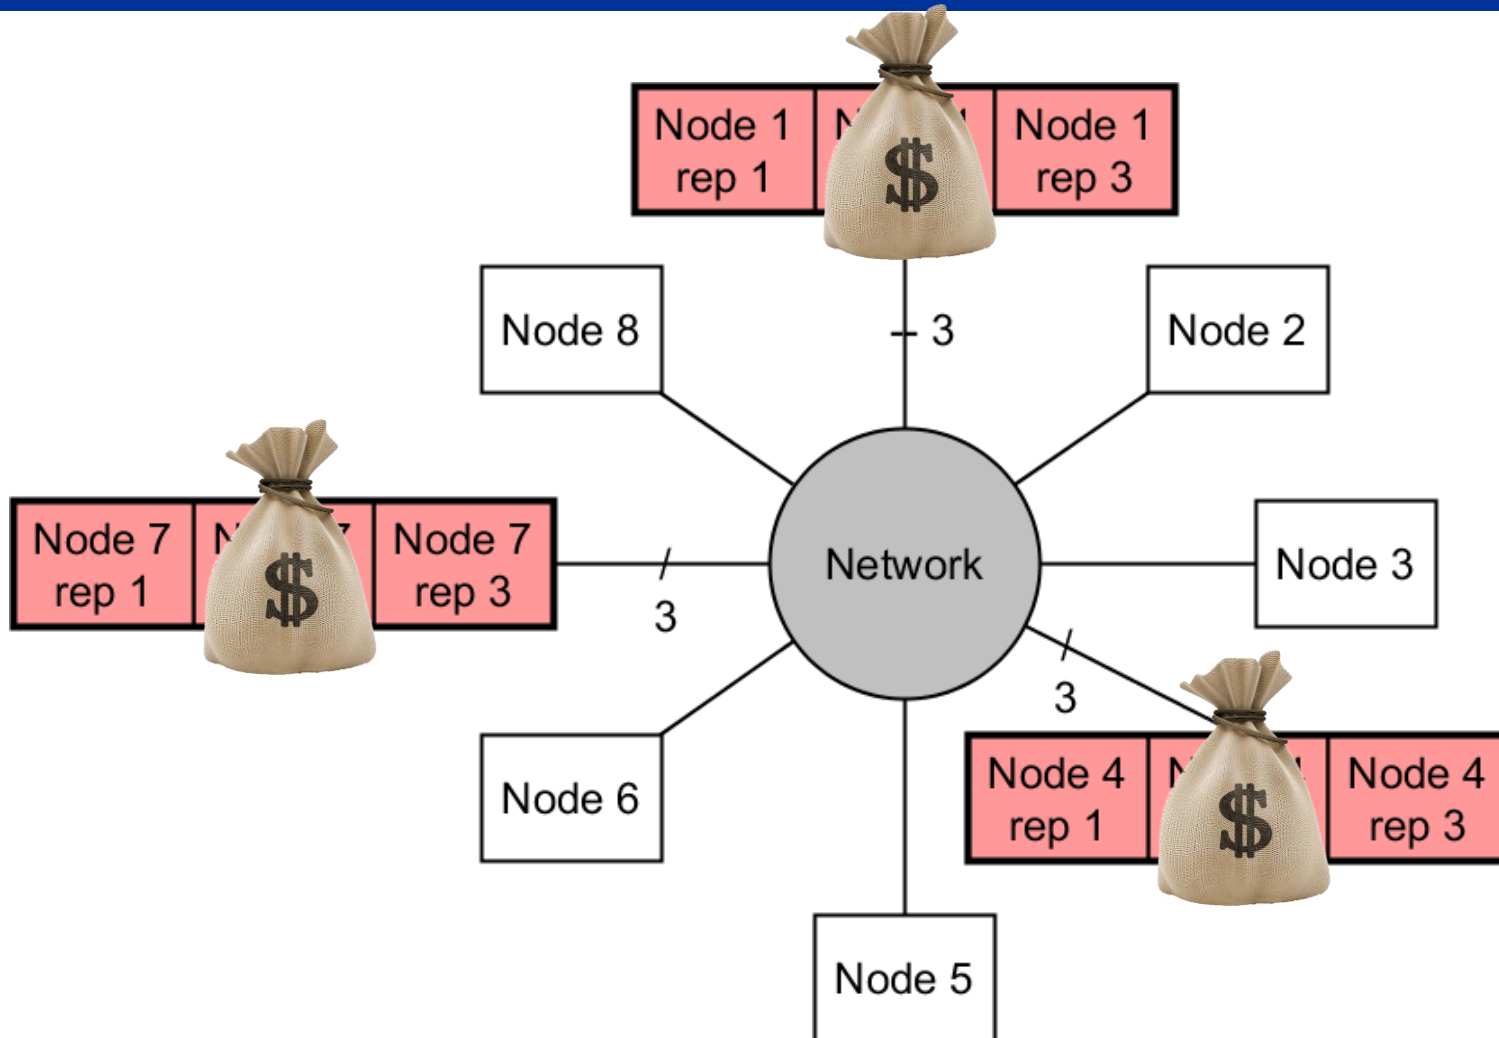 Node 1
rep 1
$
Node 1
rep 3
Node 8
3
Node 2
Node 7
rep 1
$
Node 7
rep 3
3
Network
Node 3
3
Node 6
Node 4
rep 1
$
Node 4
rep 3
Node 5